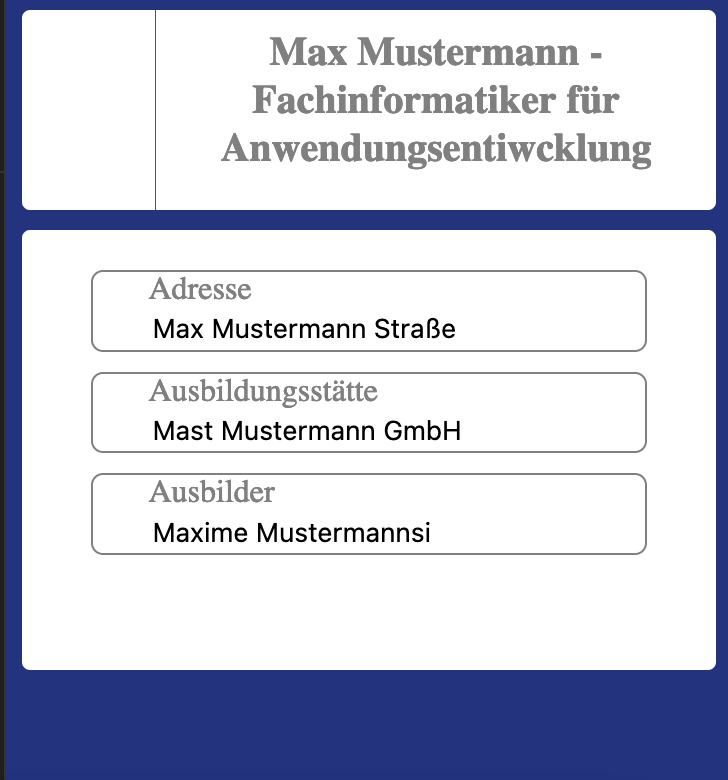 Max Mustermann -
Fachinformatiker für
Anwendungsentiwcklung
Adresse
Max Mustermann Straße
Ausbildungsstätte
Mast Mustermann GmbH
Ausbilder
Maxime Mustermannsi